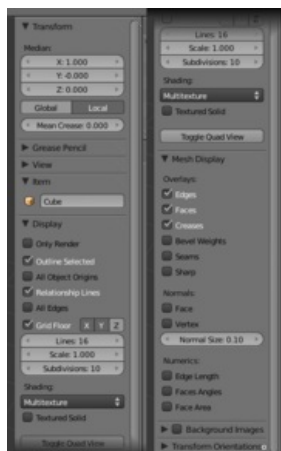 Transform
Median:
X: 1.000
Y: -0.000
Z: 0.000
Global Local
Mean Crease: 0.000
Grease Pencil
View
Item
Cube
Display
Only Render
Outline Selected
All Object Origins
Relationship Lines
All Edges
Grid Floor X Y Z
Lines: 16
Scale: 1.000
Subdivisions: 10
Shading:
Multitexture
Textured Solid
Toggle Quad View
Lines: 16
Scale: 1.000
Subdivisions: 10
Shading:
Multitexture
Textured Solid
Toggle Quad View
Mesh Display
Overlays:
Edges
Faces
Creases
Bevel Weights
Seams
Sharp
Normals:
Face
Vertex
Normal Size: 0.10
Numerics:
Edge Length
Faces Angles
Face Area
Background Images
Transform Orientations